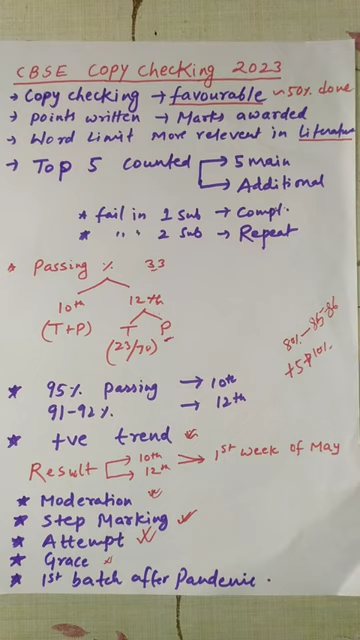 CBSE Copy Checking 2023
→ Copy checking → favourable ~50% done
→ points written → Marks awarded
→ Word Limit More relevent in Literature
→ Top 5 counted → 5 main
→ Additional
* fail in 1 sub → Compt.
* " " 2 sub → Repeat
* Passing % 33
10th 12th
(T+P) T P
(23/70)
80% - 85-86
+5 → 10%
* 95% Passing → 10th
91-92% → 12th
* +ve trend
Result → 10th → 1st week of May
→ 12th
* Moderation
* Step Marking
* Attempt
* Grace
* 1st batch after Pandemic.